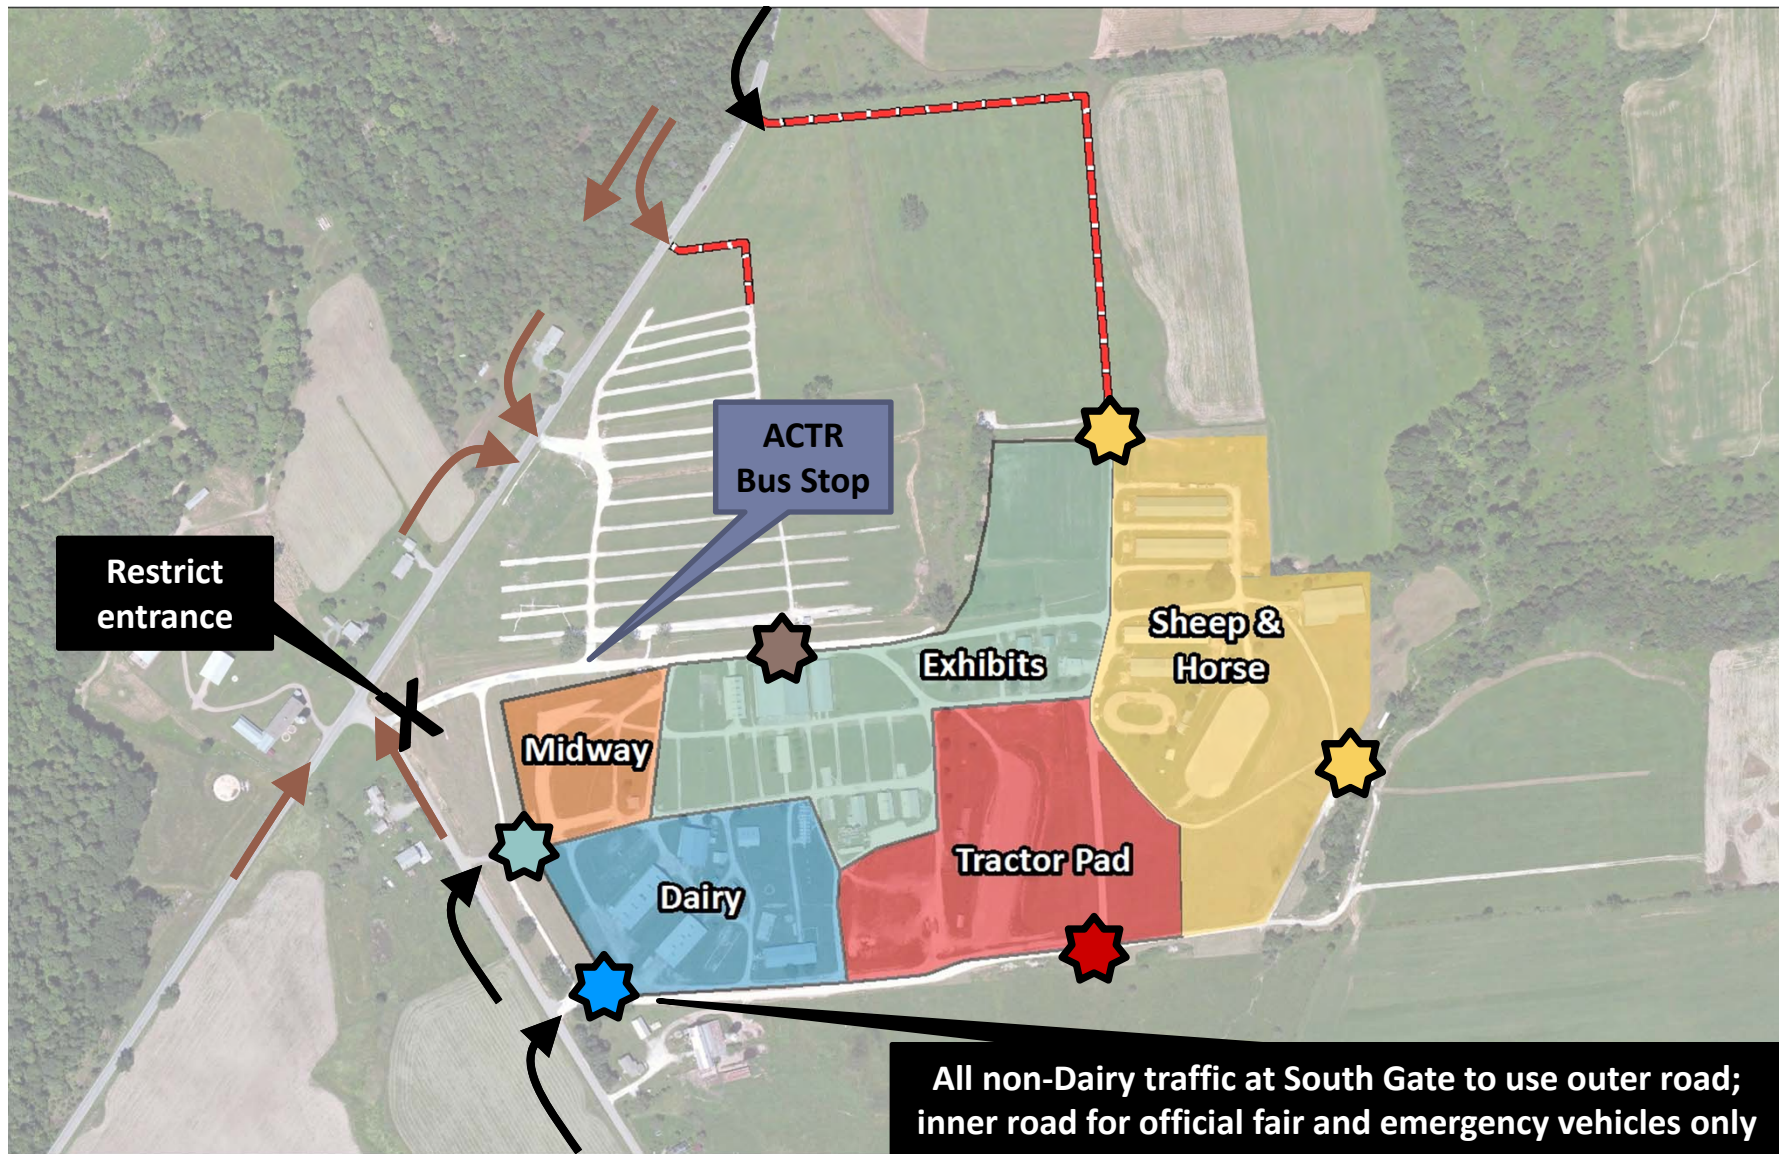 ACTR
Bus Stop
Restrict
entrance
Sheep &
Horse
Exhibits
Midway
Tractor Pad
Dairy
All non-Dairy traffic at South Gate to use outer road;
inner road for official fair and emergency vehicles only